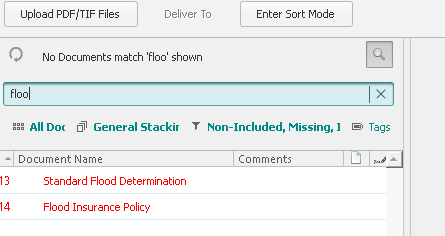 Upload PDF/TIF Files Deliver To Enter Sort Mode
No Documents match 'floo' shown
floo
All Doc General Stackin Non-Included, Missing, I Tags
Document Name Comments
13 Standard Flood Determination
14 Flood Insurance Policy